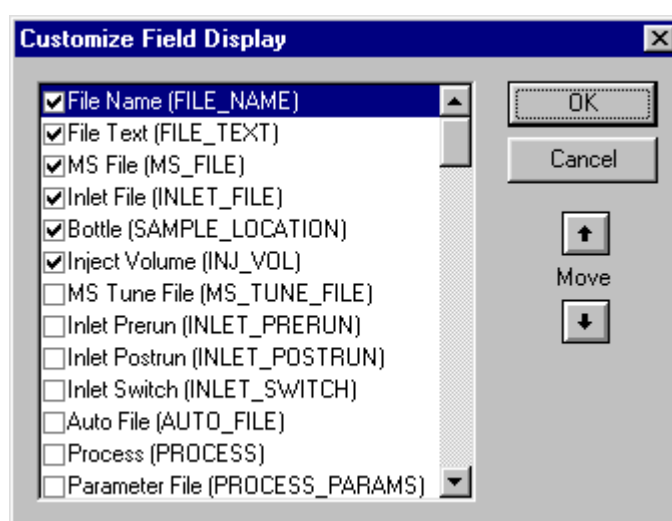 Customize Field Display
File Name (FILE_NAME)
File Text (FILE_TEXT)
MS File (MS_FILE)
Inlet File (INLET_FILE)
Bottle (SAMPLE_LOCATION)
Inject Volume (INJ_VOL)
MS Tune File (MS_TUNE_FILE)
Inlet Prerun (INLET_PRERUN)
Inlet Postrun (INLET_POSTRUN)
Inlet Switch (INLET_SWITCH)
Auto File (AUTO_FILE)
Process (PROCESS)
Parameter File (PROCESS_PARAMS)
OK
Cancel
Move